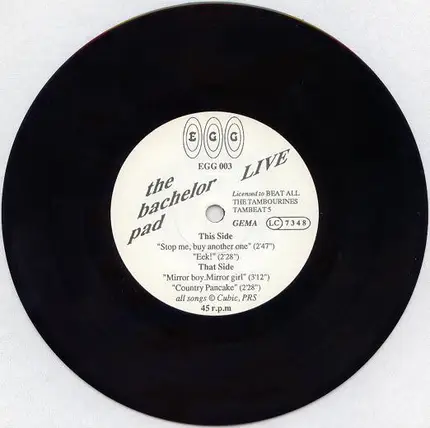 EGG
EGG 003
LIVE
the
bachelor
pad
Licensed to BEAT ALL
THE TAMBOURINES
TAMBEAT 5
GEMA LC 7348
This Side
"Stop me, buy another one" (2'47")
"Eek!" (2'28")
That Side
"Mirror boy.Mirror girl" (3'12")
"Country Pancake" (2'28")
all songs © Cubic, PRS
45 r.p.m